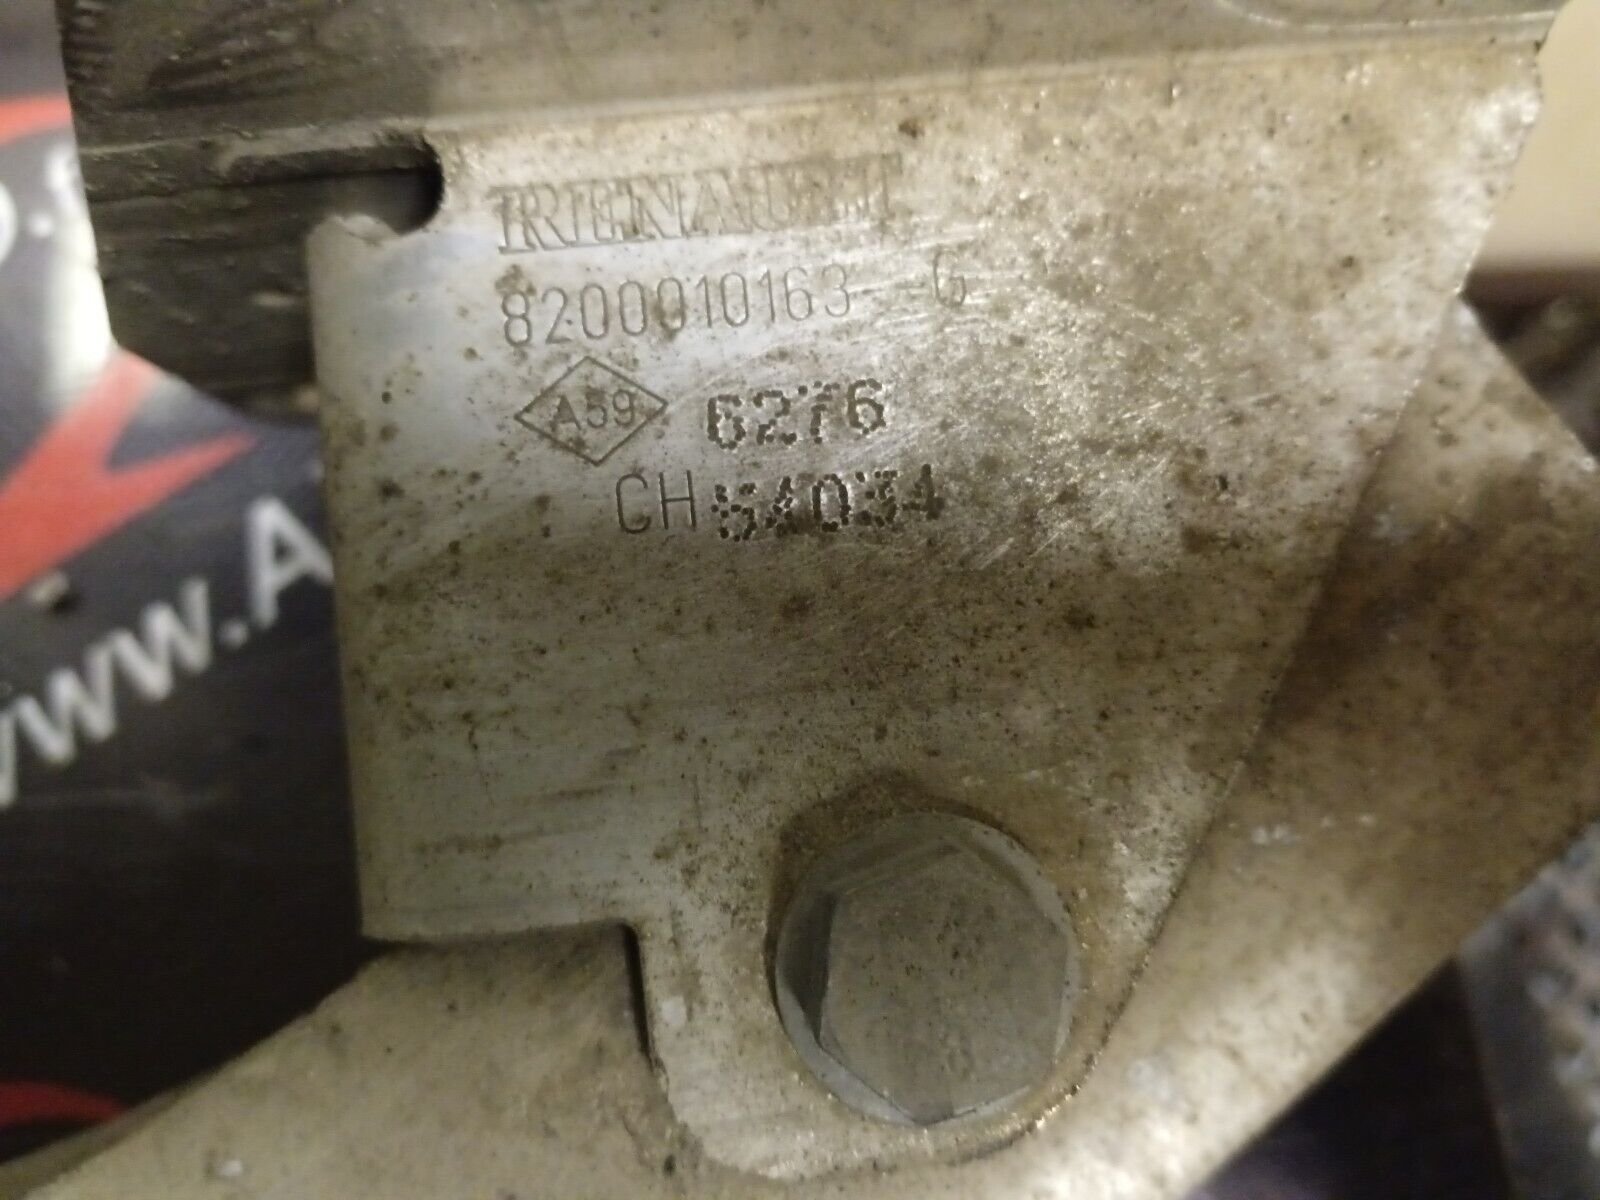 RENAULT
8200010163 G
A59 6276
CH 54034
www.A